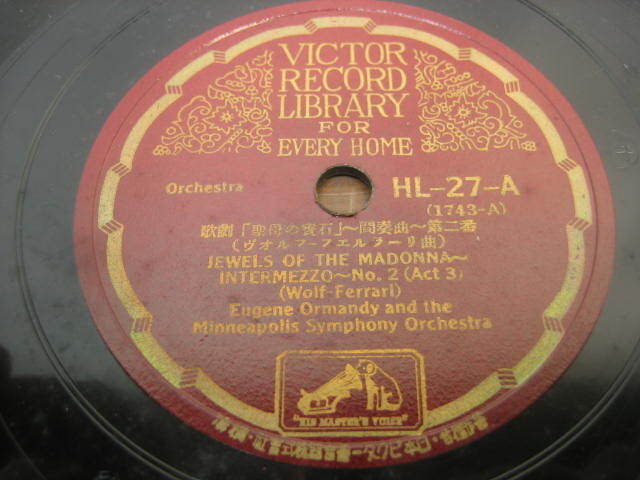 VICTOR
RECORD
LIBRARY
FOR
EVERY HOME
Orchestra
HL-27-A
(1743-A)
歌劇「聖母の宝石」~間奏曲~第二番
(ヴオルフ-フエルラーリ曲)
JEWELS OF THE MADONNA~
INTERMEZZO~No. 2 (Act 3)
(Wolf-Ferrari)
Eugene Ormandy and the
Minneapolis Symphony Orchestra
"HIS MASTER'S VOICE"